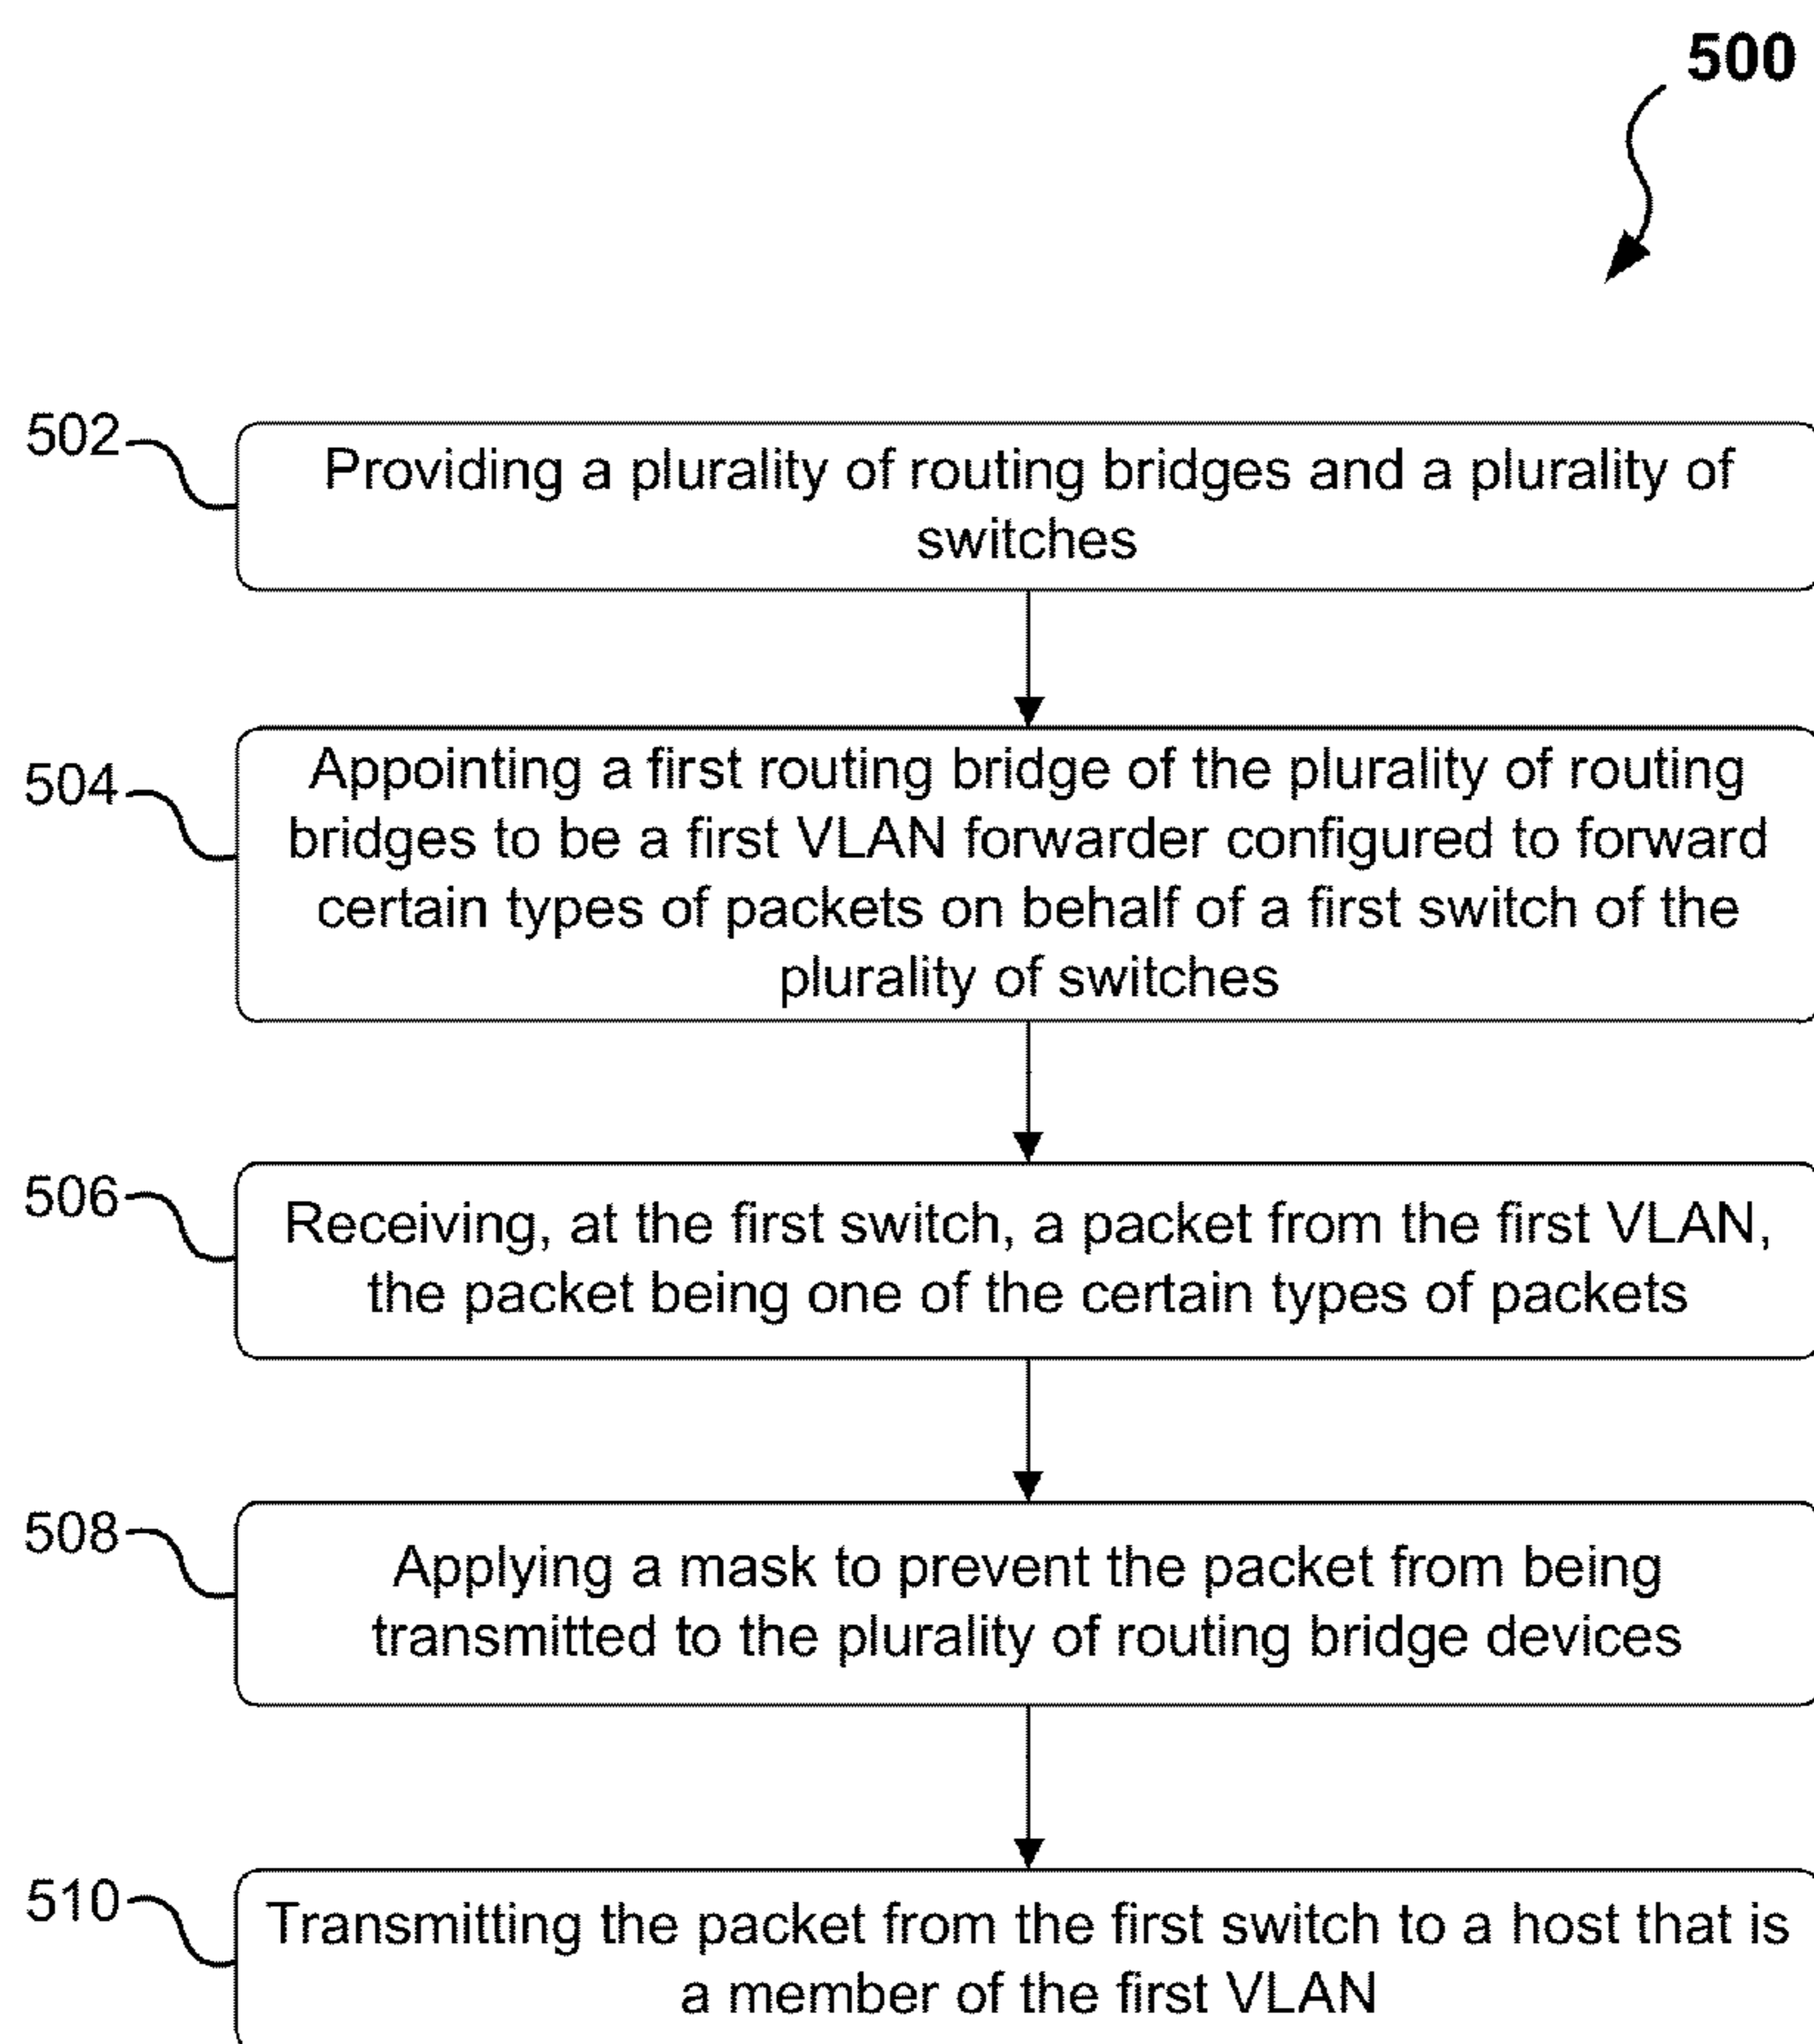 500
502
Providing a plurality of routing bridges and a plurality of
switches
504
Appointing a first routing bridge of the plurality of routing
bridges to be a first VLAN forwarder configured to forward
certain types of packets on behalf of a first switch of the
plurality of switches
506
Receiving, at the first switch, a packet from the first VLAN,
the packet being one of the certain types of packets
508
Applying a mask to prevent the packet from being
transmitted to the plurality of routing bridge devices
510
Transmitting the packet from the first switch to a host that is
a member of the first VLAN